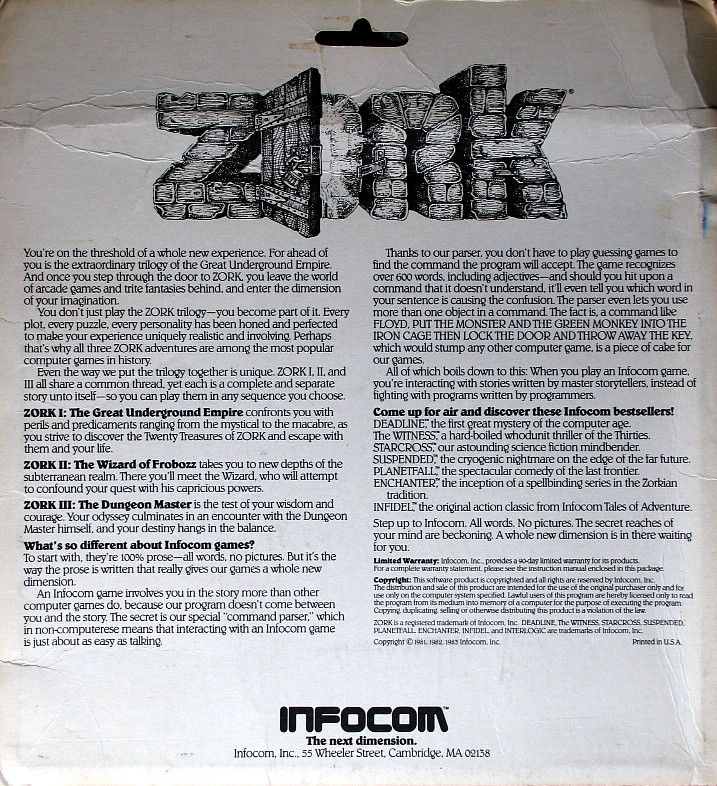 ZORK®
You're on the threshold of a whole new experience. For ahead of
you is the extraordinary trilogy of the Great Underground Empire.
And once you step through the door to ZORK, you leave the world
of arcade games and trite fantasies behind, and enter the dimension
of your imagination.
You don't just play the ZORK trilogy—you become part of it. Every
plot, every puzzle, every personality has been honed and perfected
to make your experience uniquely realistic and involving. Perhaps
that's why all three ZORK adventures are among the most popular
computer games in history.
Even the way we put the trilogy together is unique. ZORK I, II, and
III all share a common thread, yet each is a complete and separate
story unto itself—so you can play them in any sequence you choose.
ZORK I: The Great Underground Empire confronts you with
perils and predicaments ranging from the mystical to the macabre, as
you strive to discover the Twenty Treasures of ZORK and escape with
them and your life.
ZORK II: The Wizard of Frobozz takes you to new depths of the
subterranean realm. There you'll meet the Wizard, who will attempt
to confound your quest with his capricious powers.
ZORK III: The Dungeon Master is the test of your wisdom and
courage. Your odyssey culminates in an encounter with the Dungeon
Master himself, and your destiny hangs in the balance.
What's so different about Infocom games?
To start with, they're 100% prose—all words, no pictures. But it's the
way the prose is written that really gives our games a whole new
dimension.
An Infocom game involves you in the story more than other
computer games do, because our program doesn't come between
you and the story. The secret is our special "command parser," which
in non-computerese means that interacting with an Infocom game
is just about as easy as talking.
Thanks to our parser, you don't have to play guessing games to
find the command the program will accept. The game recognizes
over 600 words, including adjectives—and should you hit upon a
command that it doesn't understand, it'll even tell you which word in
your sentence is causing the confusion. The parser even lets you use
more than one object in a command. The fact is, a command like
FLOYD, PUT THE MONSTER AND THE GREEN MONKEY INTO THE
IRON CAGE THEN LOCK THE DOOR AND THROW AWAY THE KEY,
which would stump any other computer game, is a piece of cake for
our games.
All of which boils down to this: When you play an Infocom game,
you're interacting with stories written by master storytellers, instead of
fighting with programs written by programmers.
Come up for air and discover these Infocom bestsellers!
DEADLINE,™ the first great mystery of the computer age.
The WITNESS,™ a hard-boiled whodunit thriller of the Thirties.
STARCROSS,™ our astounding science fiction mindbender.
SUSPENDED,™ the cryogenic nightmare on the edge of the far future.
PLANETFALL,™ the spectacular comedy of the last frontier.
ENCHANTER,™ the inception of a spellbinding series in the Zorkian
tradition.
INFIDEL,™ the original action classic from Infocom Tales of Adventure.
Step up to Infocom. All words. No pictures. The secret reaches of
your mind are beckoning. A whole new dimension is in there waiting
for you.
Limited Warranty: Infocom, Inc., provides a 90-day limited warranty for its products.
For a complete warranty statement, please see the instruction manual enclosed in this package.
Copyright: This software product is copyrighted and all rights are reserved by Infocom, Inc.
The distribution and sale of this product are intended for the use of the original purchaser only and for
use only on the computer system specified. Lawful users of this program are hereby licensed only to read
the program from its medium into memory of a computer for the purpose of executing the program.
Copying, duplicating, selling or otherwise distributing this product is a violation of the law.
ZORK is a registered trademark of Infocom, Inc. DEADLINE, The WITNESS, STARCROSS, SUSPENDED,
PLANETFALL, ENCHANTER, INFIDEL, and INTERLOGIC are trademarks of Infocom, Inc.
Copyright © 1981, 1982, 1983 Infocom, Inc. Printed in U.S.A.
INFOCOM™
The next dimension.
Infocom, Inc., 55 Wheeler Street, Cambridge, MA 02138